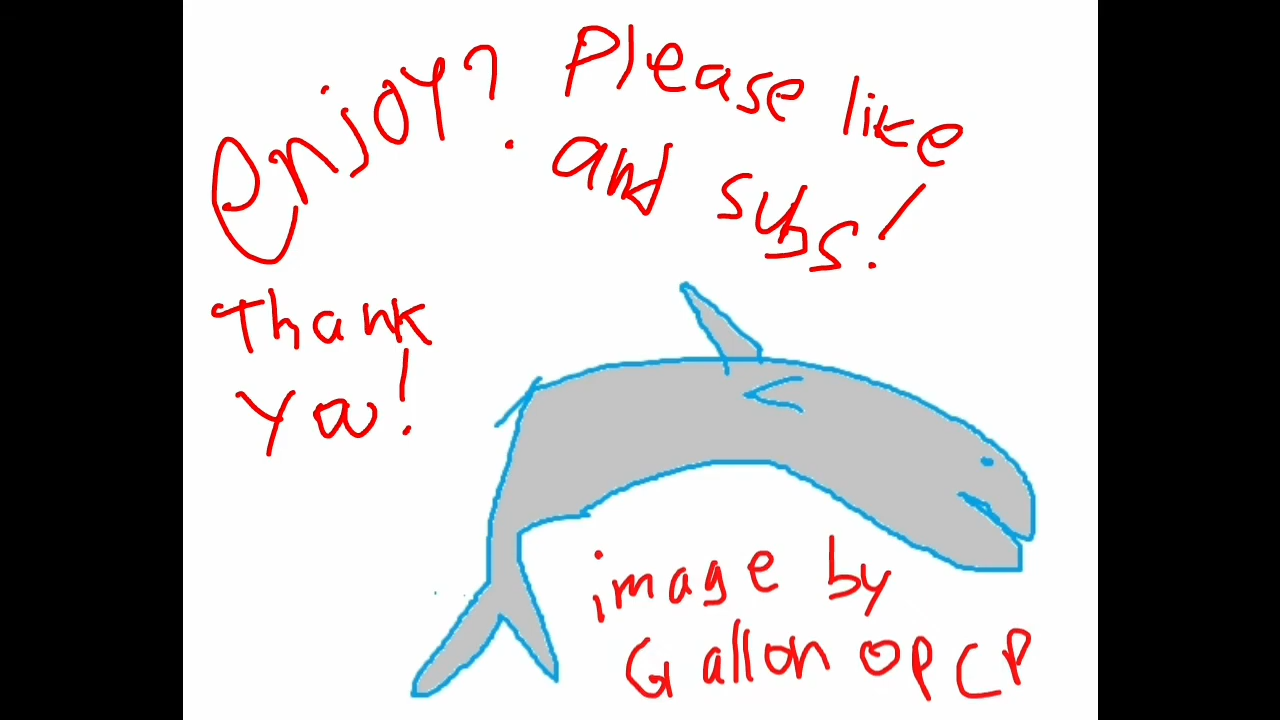 enjoy? Please like
and subs!
Thank
You!
image by
Gallon OPCP